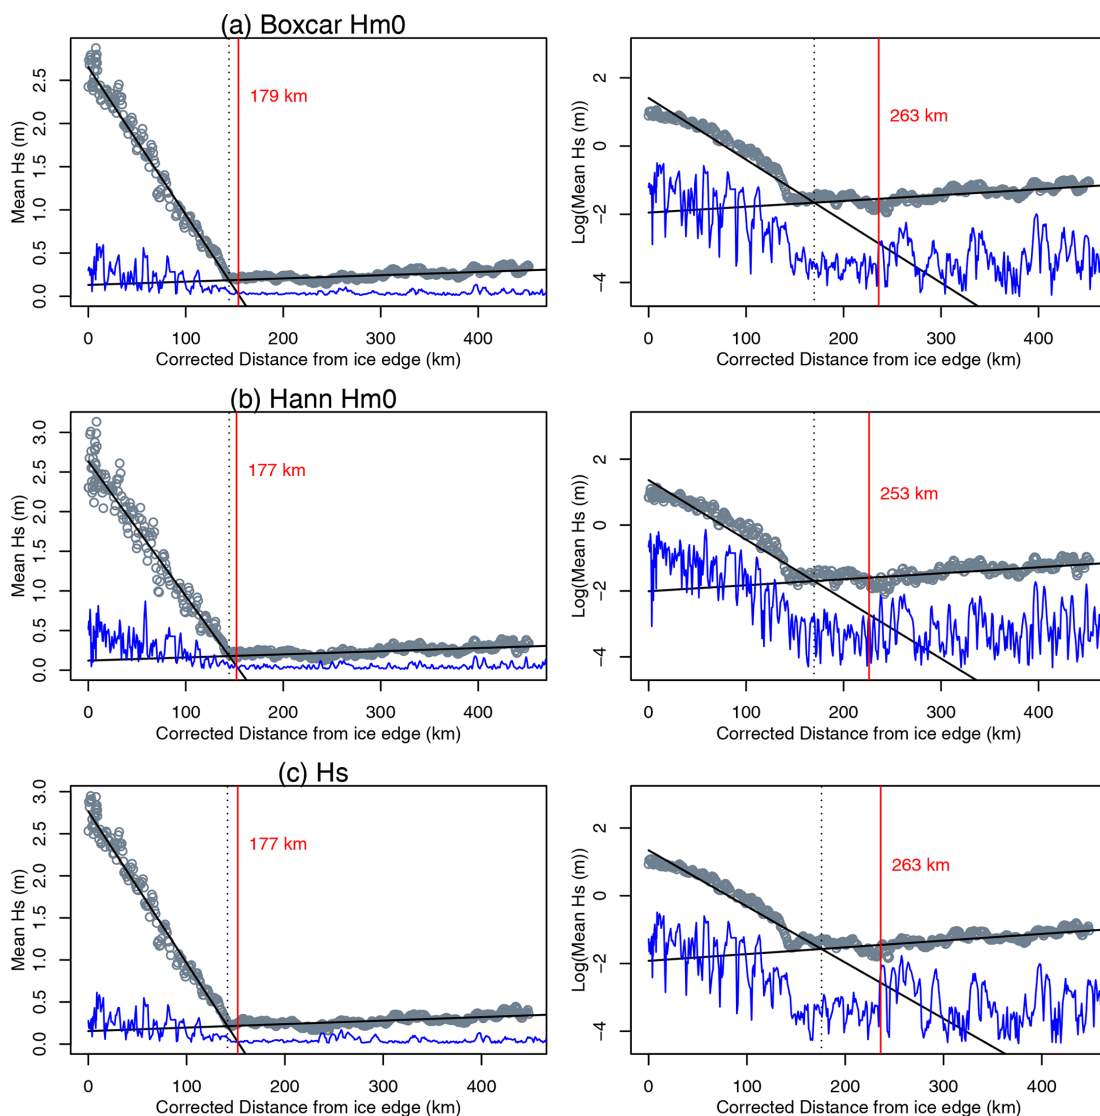 (a) Boxcar Hm0
Mean Hs (m)
2.5
2.0
1.5
1.0
0.5
0.0
179 km
0 100 200 300 400
Corrected Distance from ice edge (km)
Log(Mean Hs (m))
2
0
−2
−4
263 km
0 100 200 300 400
Corrected Distance from ice edge (km)
(b) Hann Hm0
Mean Hs (m)
3.0
2.5
2.0
1.5
1.0
0.5
0.0
177 km
0 100 200 300 400
Corrected Distance from ice edge (km)
Log(Mean Hs (m))
2
0
−2
−4
253 km
0 100 200 300 400
Corrected Distance from ice edge (km)
(c) Hs
Mean Hs (m)
3.0
2.5
2.0
1.5
1.0
0.5
0.0
177 km
0 100 200 300 400
Corrected Distance from ice edge (km)
Log(Mean Hs (m))
2
0
−2
−4
263 km
0 100 200 300 400
Corrected Distance from ice edge (km)